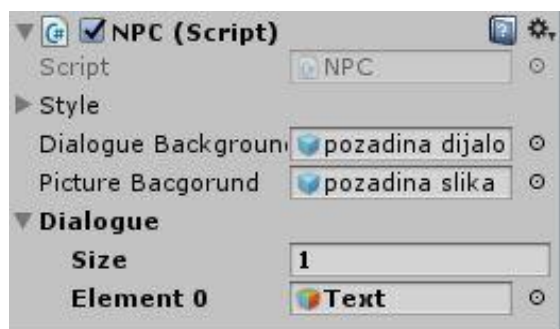 NPC (Script)
Script NPC
Style
Dialogue Backgroun pozadina dijalo
Picture Bacgorund pozadina slika
Dialogue
Size 1
Element 0 Text